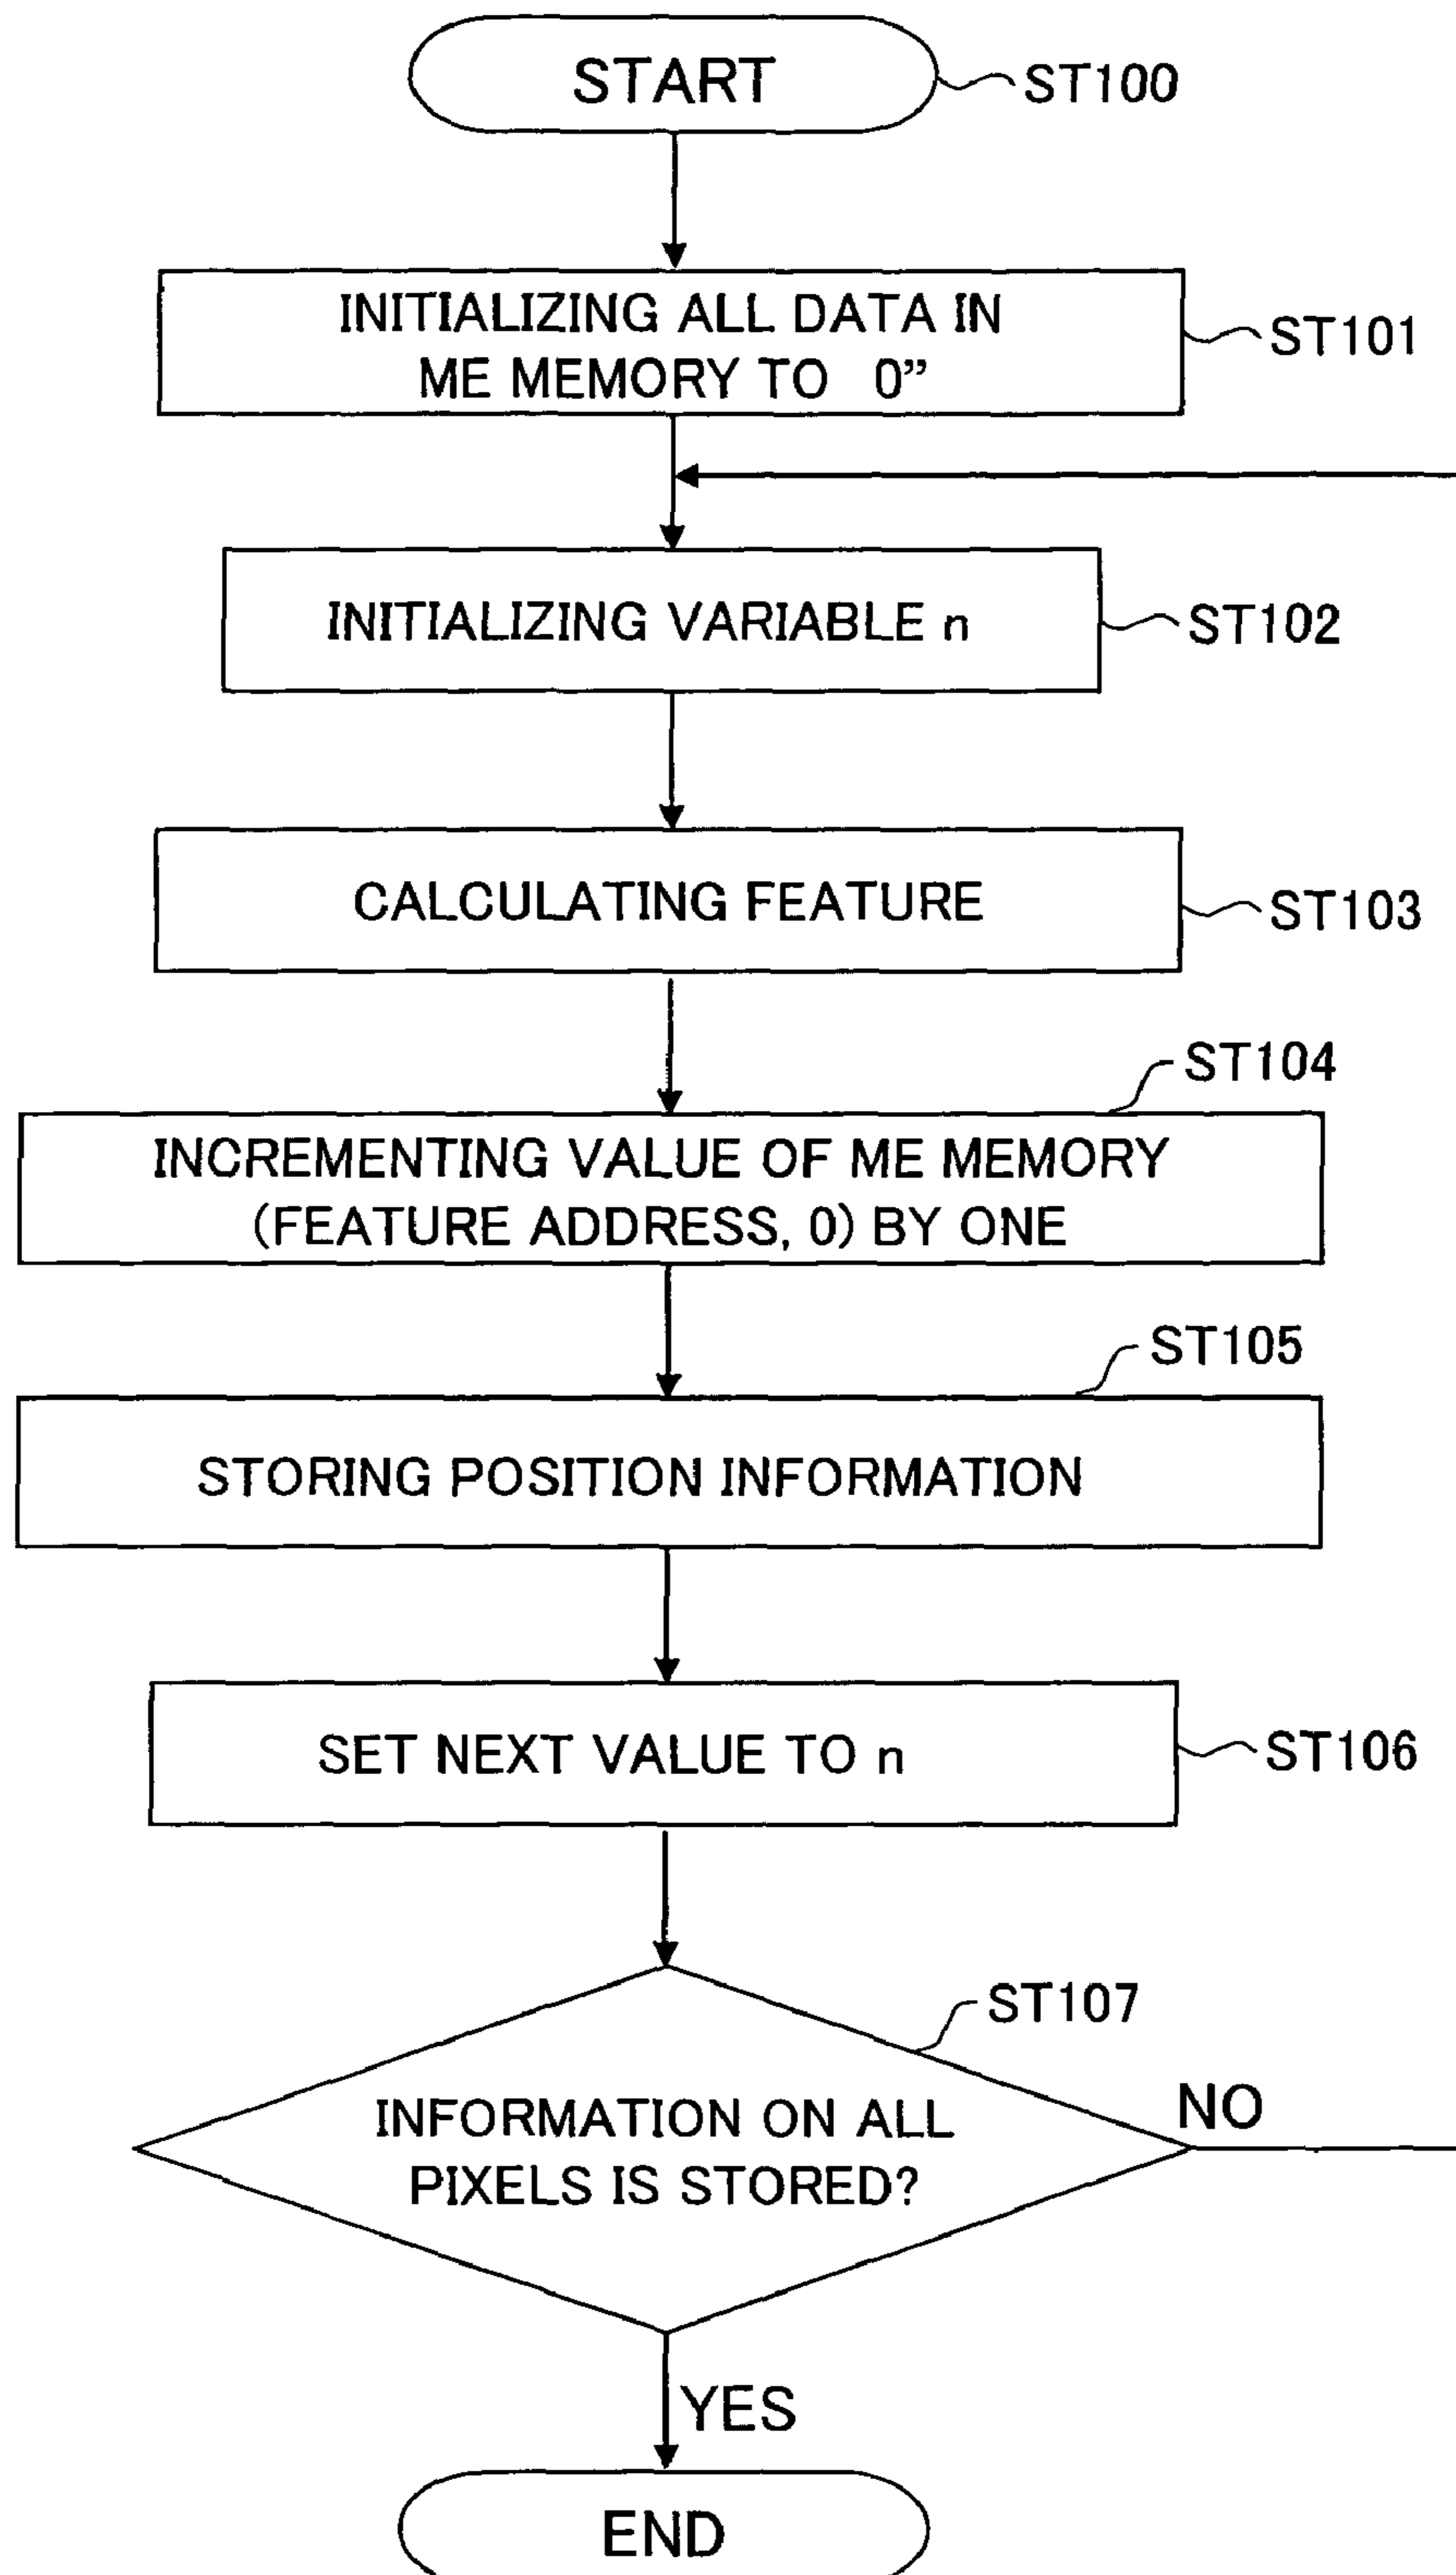 START
ST100
INITIALIZING ALL DATA IN
ME MEMORY TO 0”
ST101
INITIALIZING VARIABLE n
ST102
CALCULATING FEATURE
ST103
ST104
INCREMENTING VALUE OF ME MEMORY
(FEATURE ADDRESS, 0) BY ONE
ST105
STORING POSITION INFORMATION
SET NEXT VALUE TO n
ST106
ST107
INFORMATION ON ALL
PIXELS IS STORED?
NO
YES
END